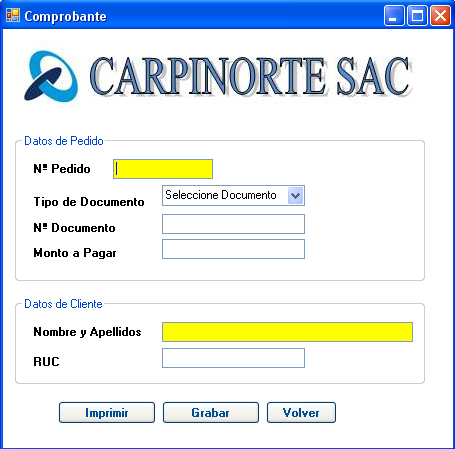 Comprobante
CARPINORTE SAC
Datos de Pedido
Nº Pedido
Tipo de Documento
Seleccione Documento
Nº Documento
Monto a Pagar
Datos de Cliente
Nombre y Apellidos
RUC
Imprimir Grabar Volver